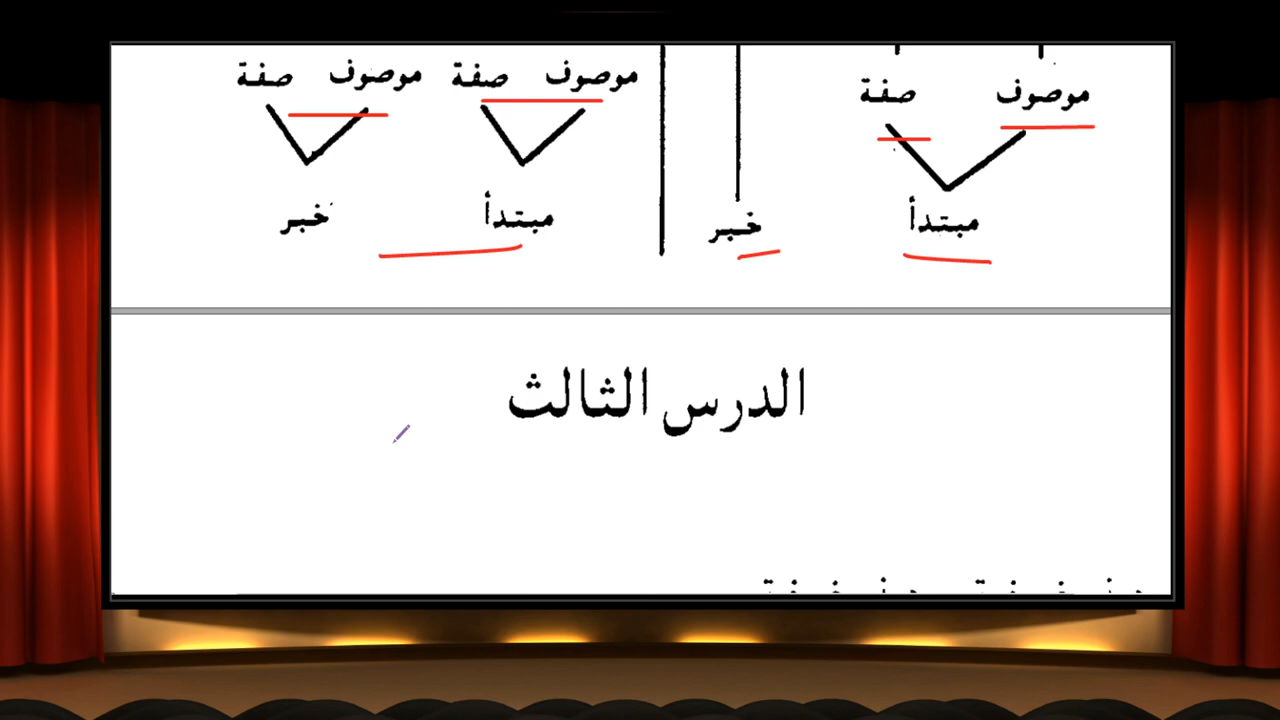 موصوف صفة موصوف صفة
موصوف صفة
مبتدأ خبر مبتدأ خبر
الدرس الثالث